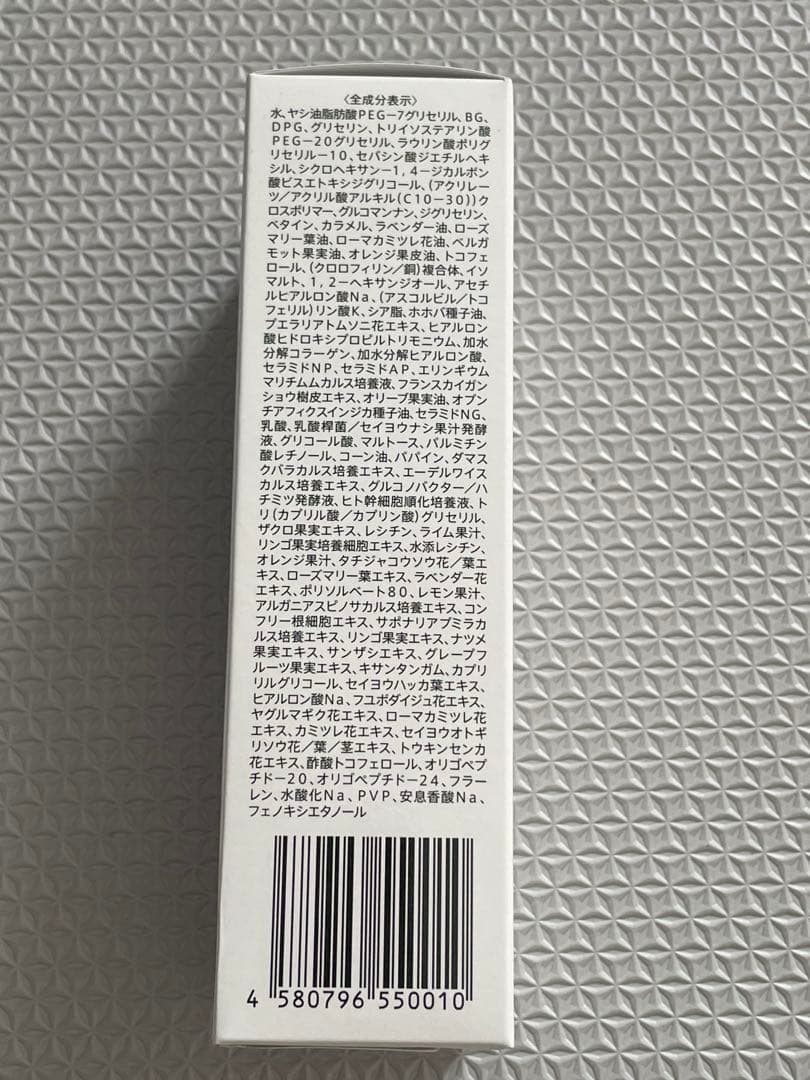 〈全成分表示〉
水、ヤシ油脂肪酸PEG−7グリセリル、BG、
DPG、グリセリン、トリイソステアリン酸
PEG−20グリセリル、ラウリン酸ポリグ
リセリル−10、セバシン酸ジエチルヘキ
シル、シクロヘキサン−1,4−ジカルボン
酸ビスエトキシジグリコール、(アクリレー
ツ/アクリル酸アルキル(C10−30))ク
ロスポリマー、グルコマンナン、ジグリセリン、
ベタイン、カラメル、ラベンダー油、ローズ
マリー葉油、ローマカミツレ花油、ベルガ
モット果実油、オレンジ果皮油、トコフェ
ロール、(クロロフィリン/銅)複合体、イソ
マルト、1,2−ヘキサンジオール、アセチ
ルヒアルロン酸Na、(アスコルビル/トコ
フェリル)リン酸K、シア脂、ホホバ種子油、
プエラリアトムソニ花エキス、ヒアルロン
酸ヒドロキシプロピルトリモニウム、加水
分解コラーゲン、加水分解ヒアルロン酸、
セラミドNP、セラミドAP、エリンギウム
マリチムムカルス培養液、フランスカイガン
ショウ樹皮エキス、オリーブ果実油、オプン
チアフィクスインジカ種子油、セラミドNG、
乳酸、乳酸桿菌/セイヨウナシ果汁発酵
液、グリコール酸、マルトース、パルミチン
酸レチノール、コーン油、パパイン、ダマス
クバラカルス培養エキス、エーデルワイス
カルス培養エキス、グルコノバクター/ハ
チミツ発酵液、ヒト幹細胞順化培養液、ト
リ(カプリル酸/カプリン酸)グリセリル、
ザクロ果実エキス、レシチン、ライム果汁、
リンゴ果実培養細胞エキス、水添レシチン、
オレンジ果汁、タチジャコウソウ花/葉エ
キス、ローズマリー葉エキス、ラベンダー花
エキス、ポリソルベート80、レモン果汁、
アルガニアスピノサカルス培養エキス、コン
フリー根細胞エキス、サポナリアプミラカ
ルス培養エキス、リンゴ果実エキス、ナツメ
果実エキス、サンザシエキス、グレープフ
ルーツ果実エキス、キサンタンガム、カプリ
リルグリコール、セイヨウハッカ葉エキス、
ヒアルロン酸Na、フユボダイジュ花エキス、
ヤグルマギク花エキス、ローマカミツレ花
エキス、カミツレ花エキス、セイヨウオトギ
リソウ花/葉/茎エキス、トウキンセンカ
花エキス、酢酸トコフェロール、オリゴペプ
チド−20、オリゴペプチド−24、フラー
レン、水酸化Na、PVP、安息香酸Na、
フェノキシエタノール
4 580796 550010